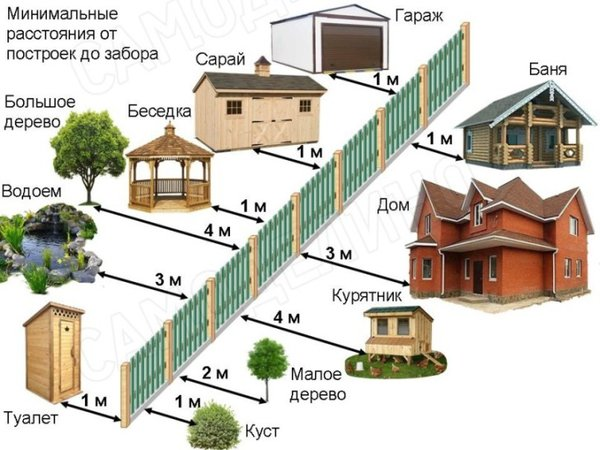 Минимальные
расстояния от
построек до забора
Гараж
1 м
Сарай
1 м
Баня
1 м
Большое
дерево
Беседка
1 м
4 м
Водоем
3 м
Дом
3 м
Курятник
4 м
Малое
дерево
2 м
Туалет
1 м
Куст
1 м